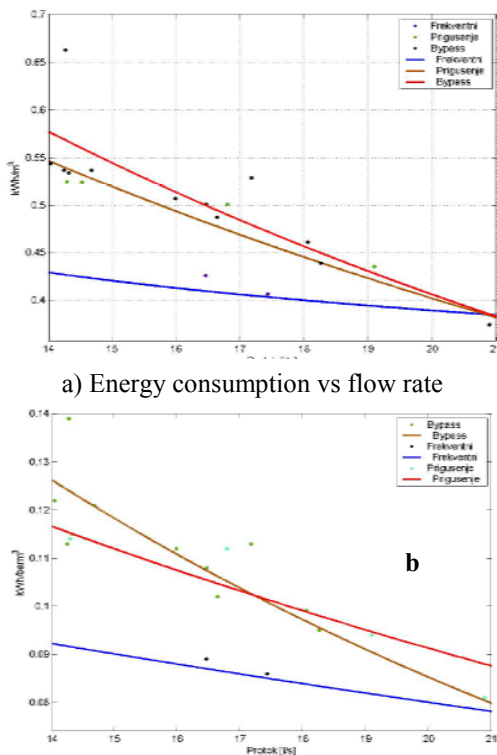 0.7
0.65
0.6
0.55
0.5
0.45
0.4
kWh/m³
Frekventni
Prigusenje
Bypass
Frekventni
Prigusenje
Bypass
14 15 16 17 18 19 20 21
a) Energy consumption vs flow rate
0.14
0.13
0.12
0.11
0.1
0.09
0.08
0.07
Bypass
Bypass
Frekventni
Frekventni
Prigusenje
Prigusenje
b
14 15 16 17 18 19 20 21
Protok [l/s]